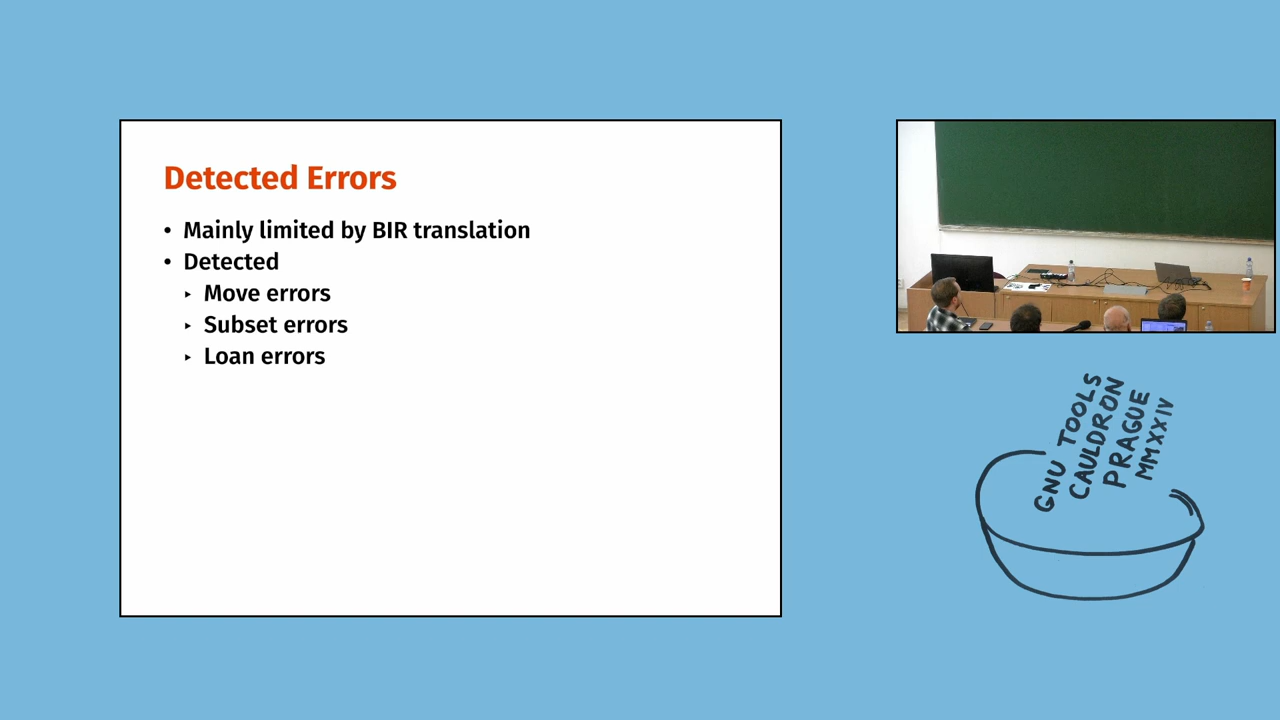 Detected Errors
• Mainly limited by BIR translation
• Detected
‣ Move errors
‣ Subset errors
‣ Loan errors
GNU TOOLS
CAULDRON
PRAGUE
MMXXIV